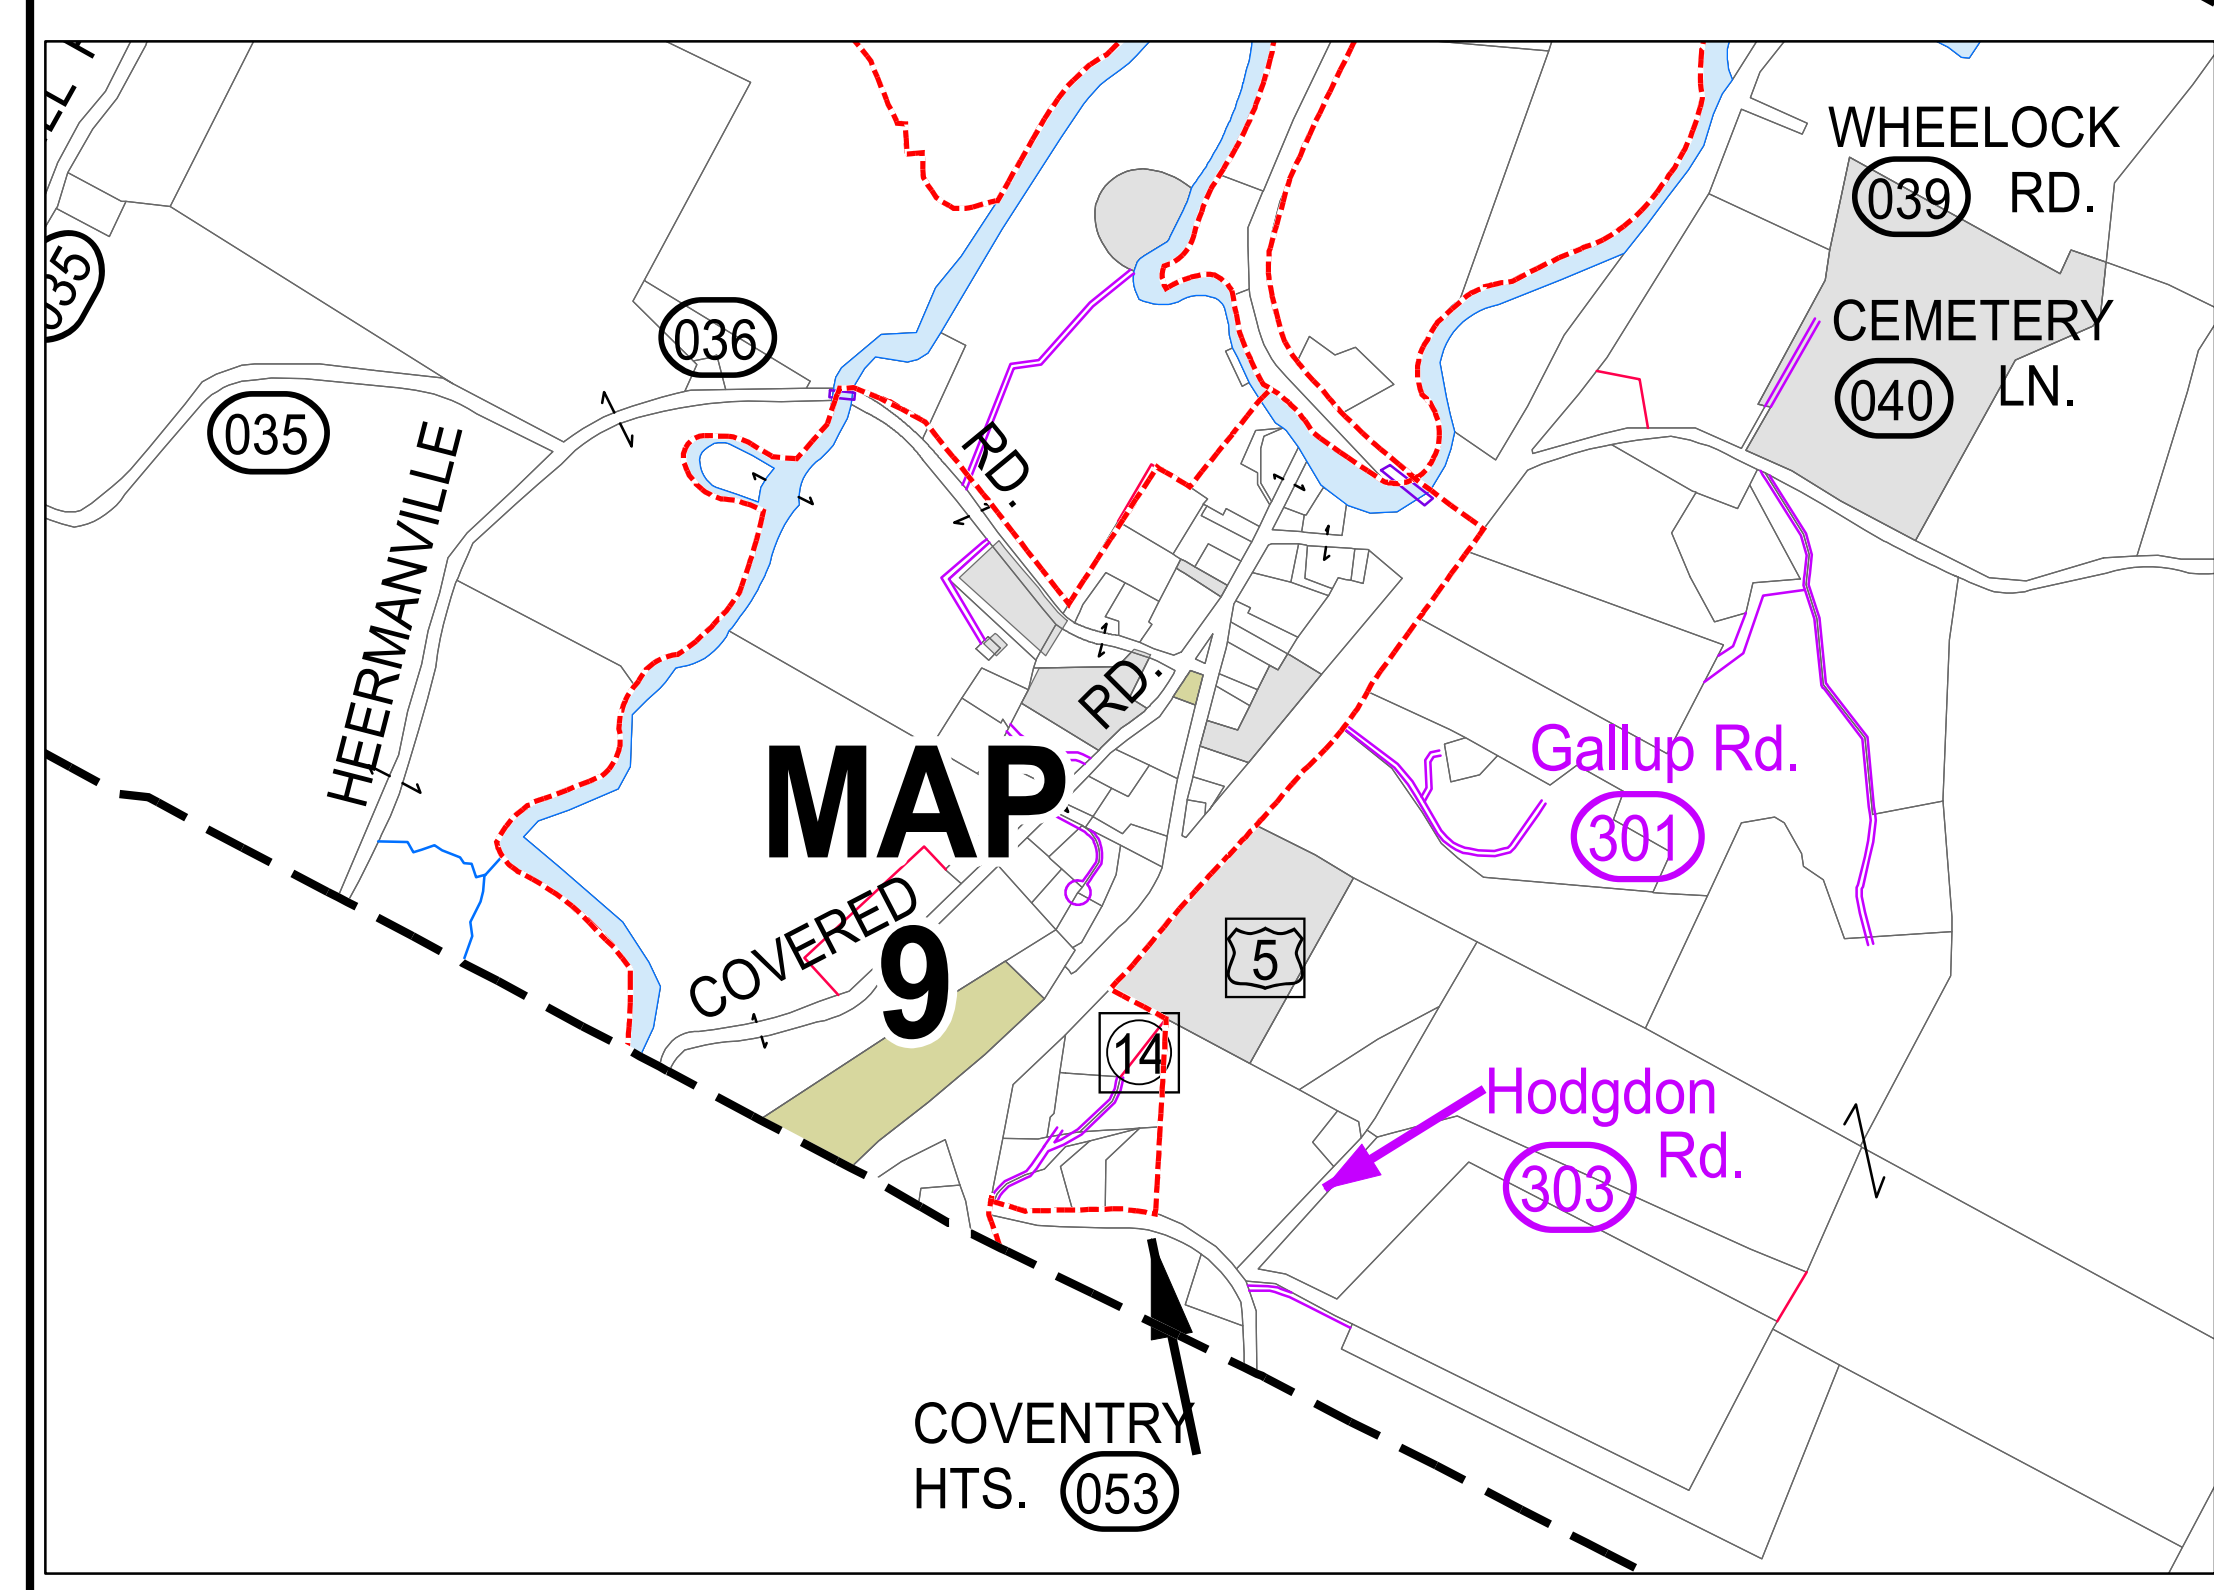 WHEELOCK
039 RD.
035
036
CEMETERY
040 LN.
035
HEERMANVILLE
RD.
RD.
MAP
9
Gallup Rd.
301
COVERED
5
14
Hodgdon
Rd.
303
COVENTRY
HTS. 053